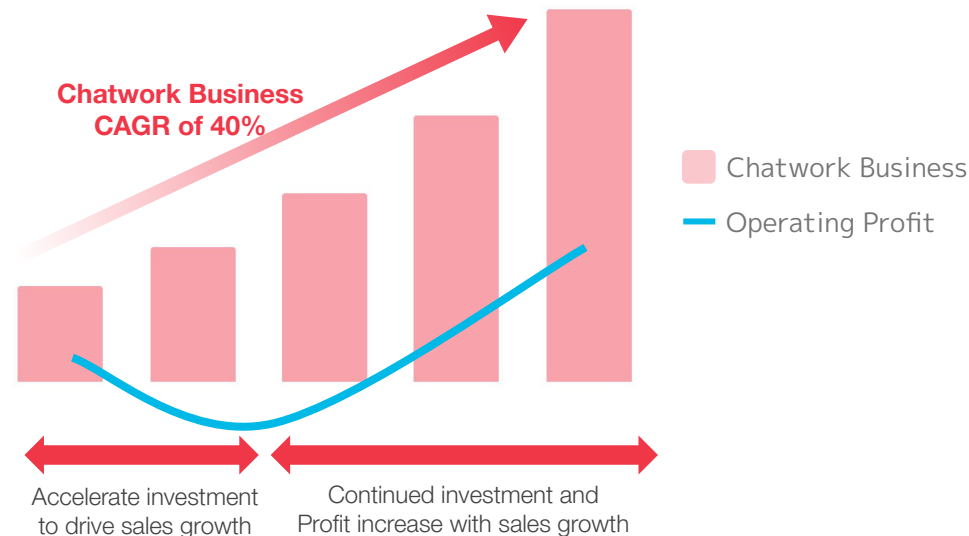 Chatwork Business
CAGR of 40%
Chatwork Business
Operating Profit
Accelerate investment
to drive sales growth
Continued investment and
Profit increase with sales growth